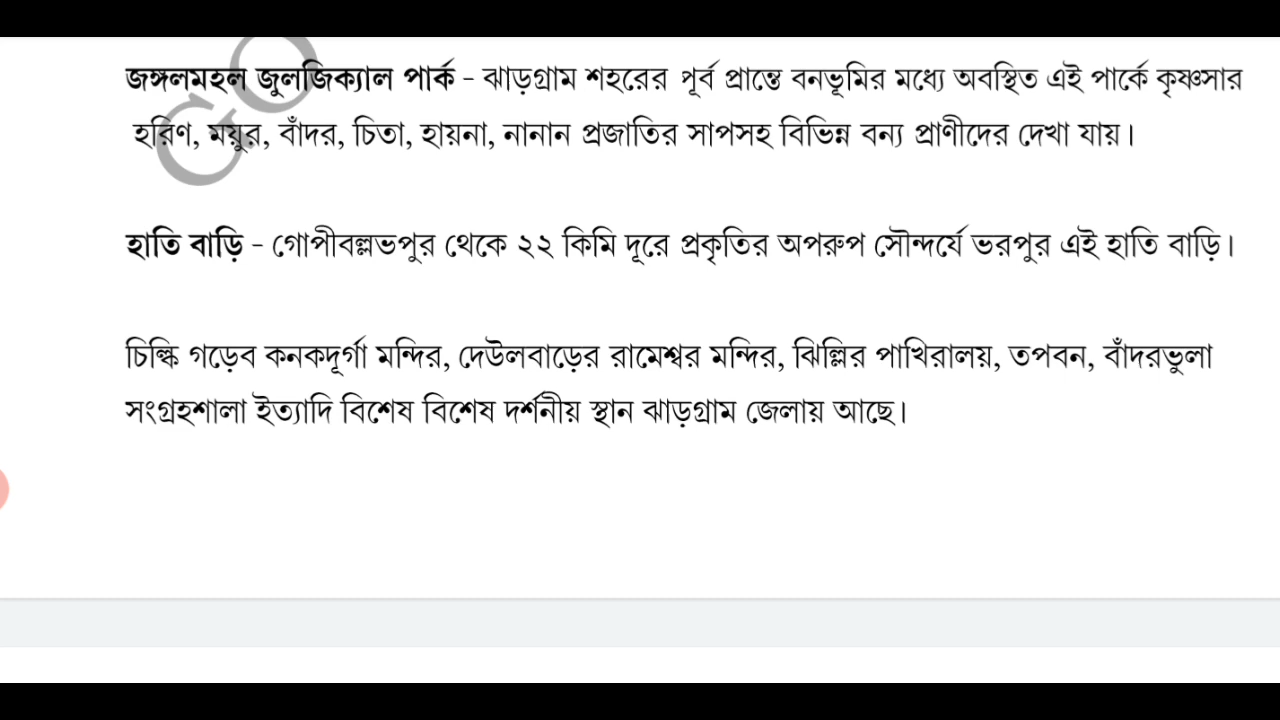 জঙ্গলমহল জুলজিক্যাল পার্ক - ঝাড়গ্রাম শহরের পূর্ব প্রান্তে বনভূমির মধ্যে অবস্থিত এই পার্কে কৃষ্ণসার
হরিণ, ময়ুর, বাঁদর, চিতা, হায়না, নানান প্রজাতির সাপসহ বিভিন্ন বন্য প্রাণীদের দেখা যায়।
হাতি বাড়ি - গোপীবল্লভপুর থেকে ২২ কিমি দূরে প্রকৃতির অপরুপ সৌন্দর্যে ভরপুর এই হাতি বাড়ি।
চিল্কি গড়েব কনকদূর্গা মন্দির, দেউলবাড়ের রামেশ্বর মন্দির, ঝিল্লির পাখিরালয়, তপবন, বাঁদরভুলা
সংগ্রহশালা ইত্যাদি বিশেষ বিশেষ দর্শনীয় স্থান ঝাড়গ্রাম জেলায় আছে।